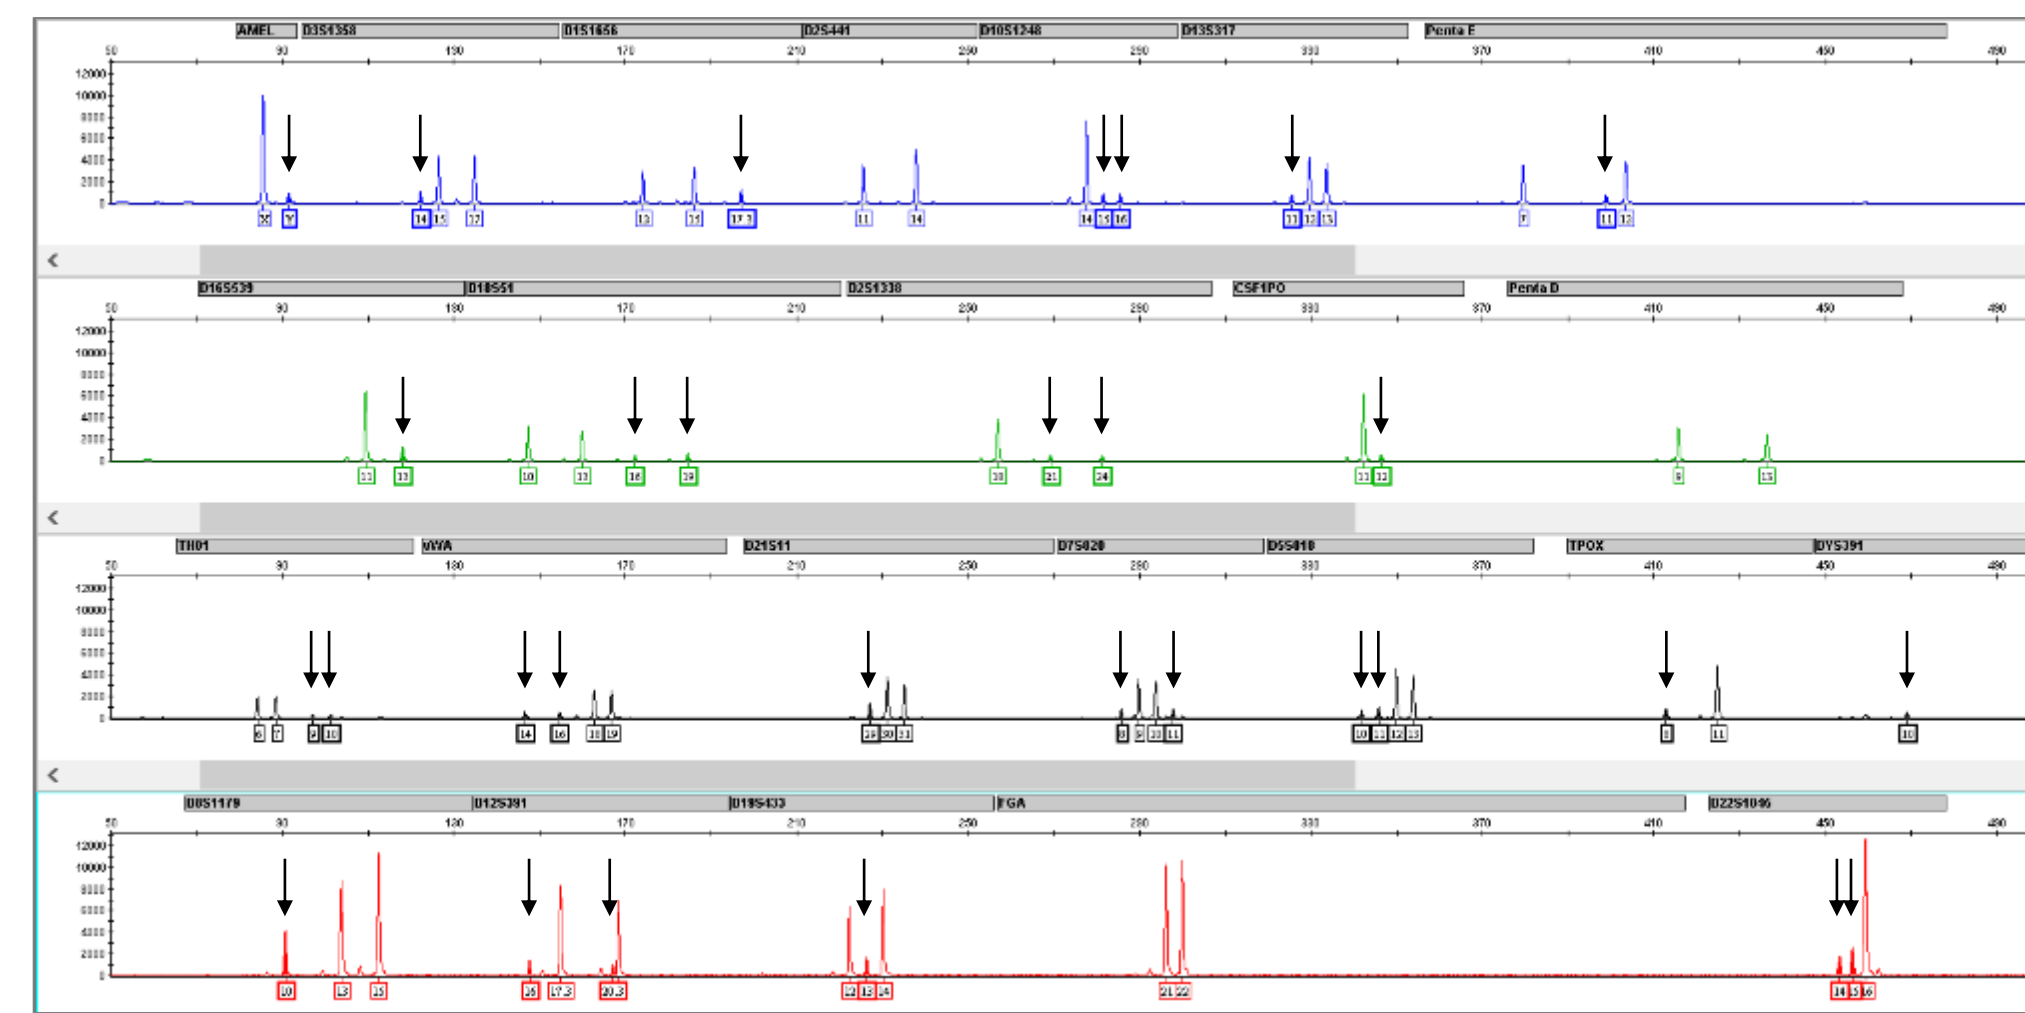 AMEL D3S1358 D1S1656 D2S441 D10S1248 D13S317 Penta E
50 90 130 170 210 250 290 330 370 410 450 490
12000
10000
8000
6000
4000
2000
0
X Y 14 15 17 13 15 17.3 11 14 14 15 16 11 12 13 7 11 12
D16S539 D18S51 D2S1338 CSF1PO Penta D
50 90 130 170 210 250 290 330 370 410 450 490
12000
10000
8000
6000
4000
2000
0
11 13 10 13 16 19 18 21 24 11 12 9 13
TH01 vWA D21S11 D7S820 D5S818 TPOX DYS391
50 90 130 170 210 250 290 330 370 410 450 490
12000
10000
8000
6000
4000
2000
0
6 7 9 10 14 16 18 19 29 30 31 8 9 10 11 10 11 12 13 8 11 10
D8S1179 D12S391 D19S433 FGA D22S1045
50 90 130 170 210 250 290 330 370 410 450 490
12000
10000
8000
6000
4000
2000
0
10 13 15 16 17.3 20.3 12 13 14 21 22 14 15 16